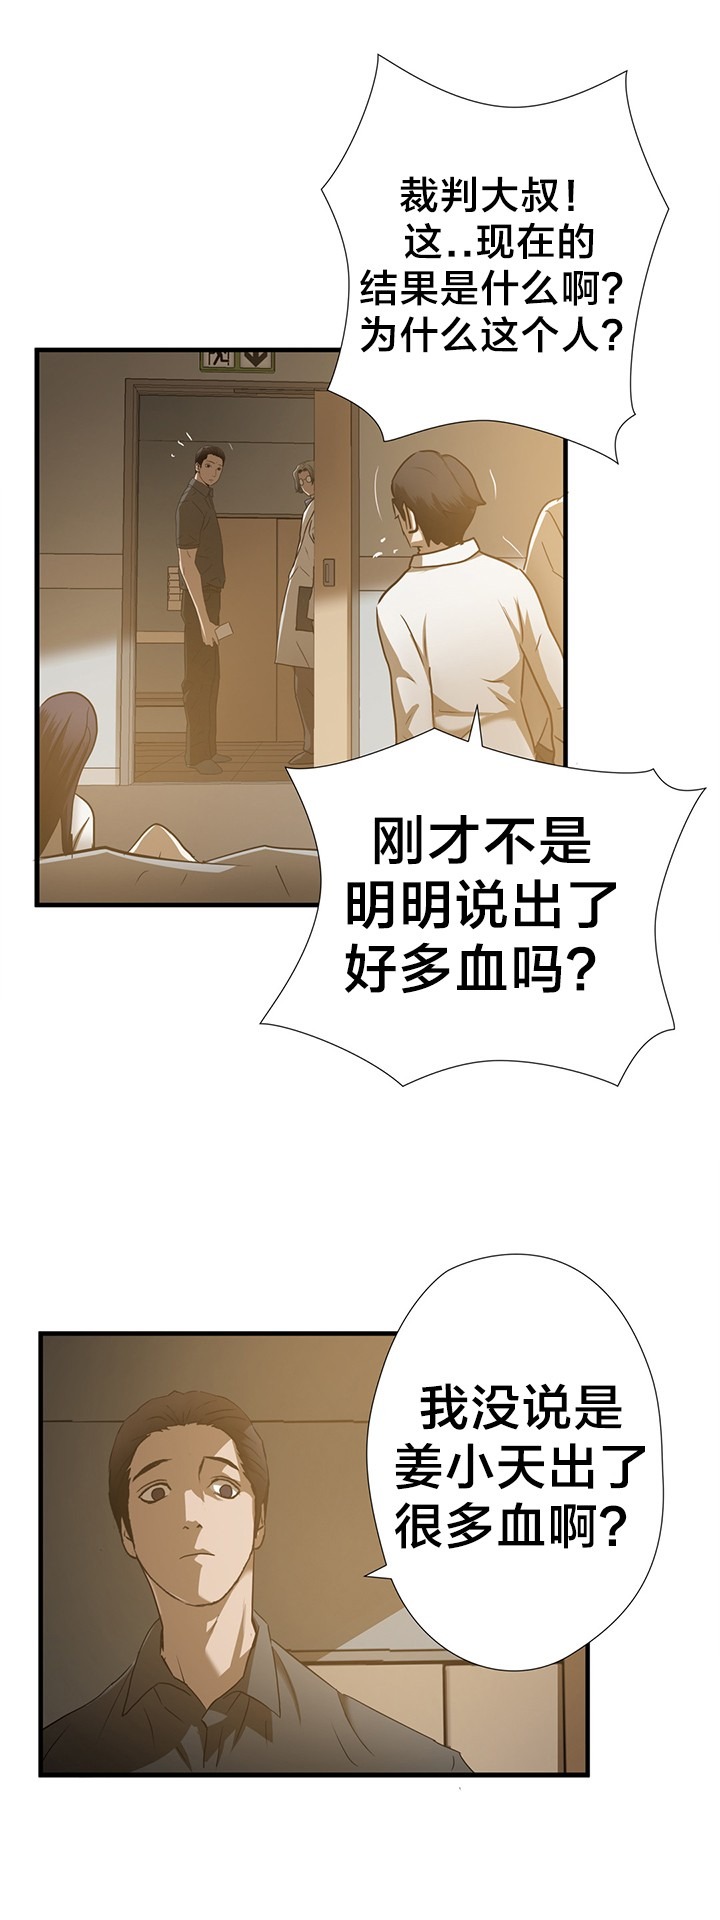 裁判大叔!
这..现在的
结果是什么啊?
为什么这个人?
刚才不是
明明说出了
好多血吗?
我没说是
姜小天出了
很多血啊?